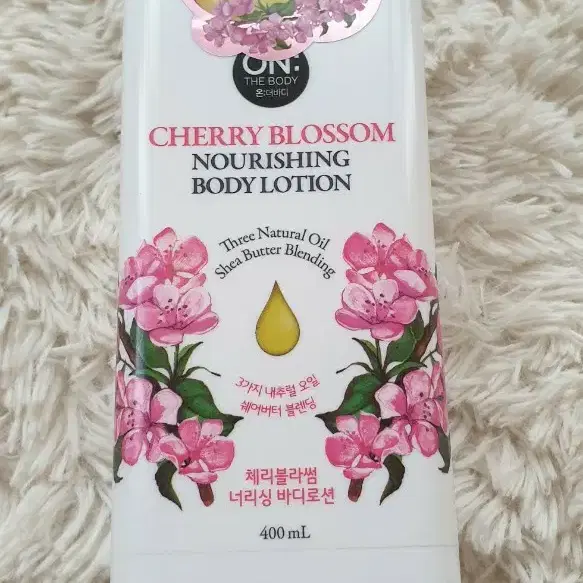 ON:
THE BODY
온:더바디
CHERRY BLOSSOM
NOURISHING
BODY LOTION
Three Natural Oil
Shea Butter Blending
3가지 내추럴 오일
쉐어버터 블렌딩
체리블라썸
너리싱 바디로션
400 mL